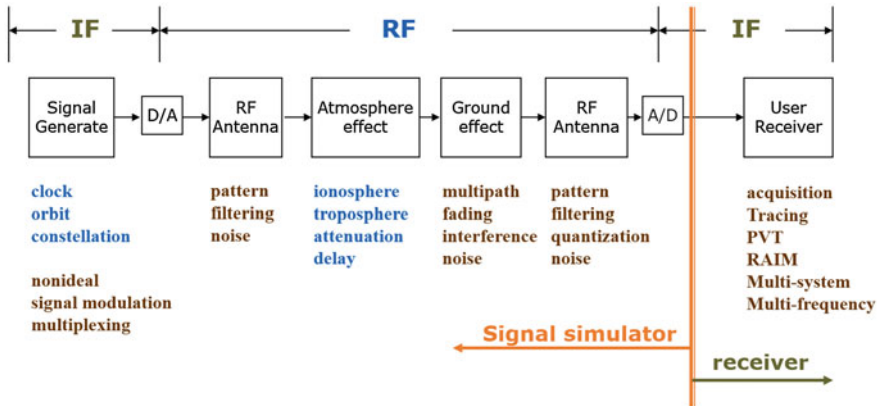 IF
RF
IF
Signal
Generate
D/A
RF
Antenna
Atmosphere
effect
Ground
effect
RF
Antenna
A/D
User
Receiver
clock
orbit
constellation
nonideal
signal modulation
multiplexing
pattern
filtering
noise
ionosphere
troposphere
attenuation
delay
multipath
fading
interference
noise
pattern
filtering
quantization
noise
acquisition
Tracing
PVT
RAIM
Multi-system
Multi-frequency
Signal simulator
receiver